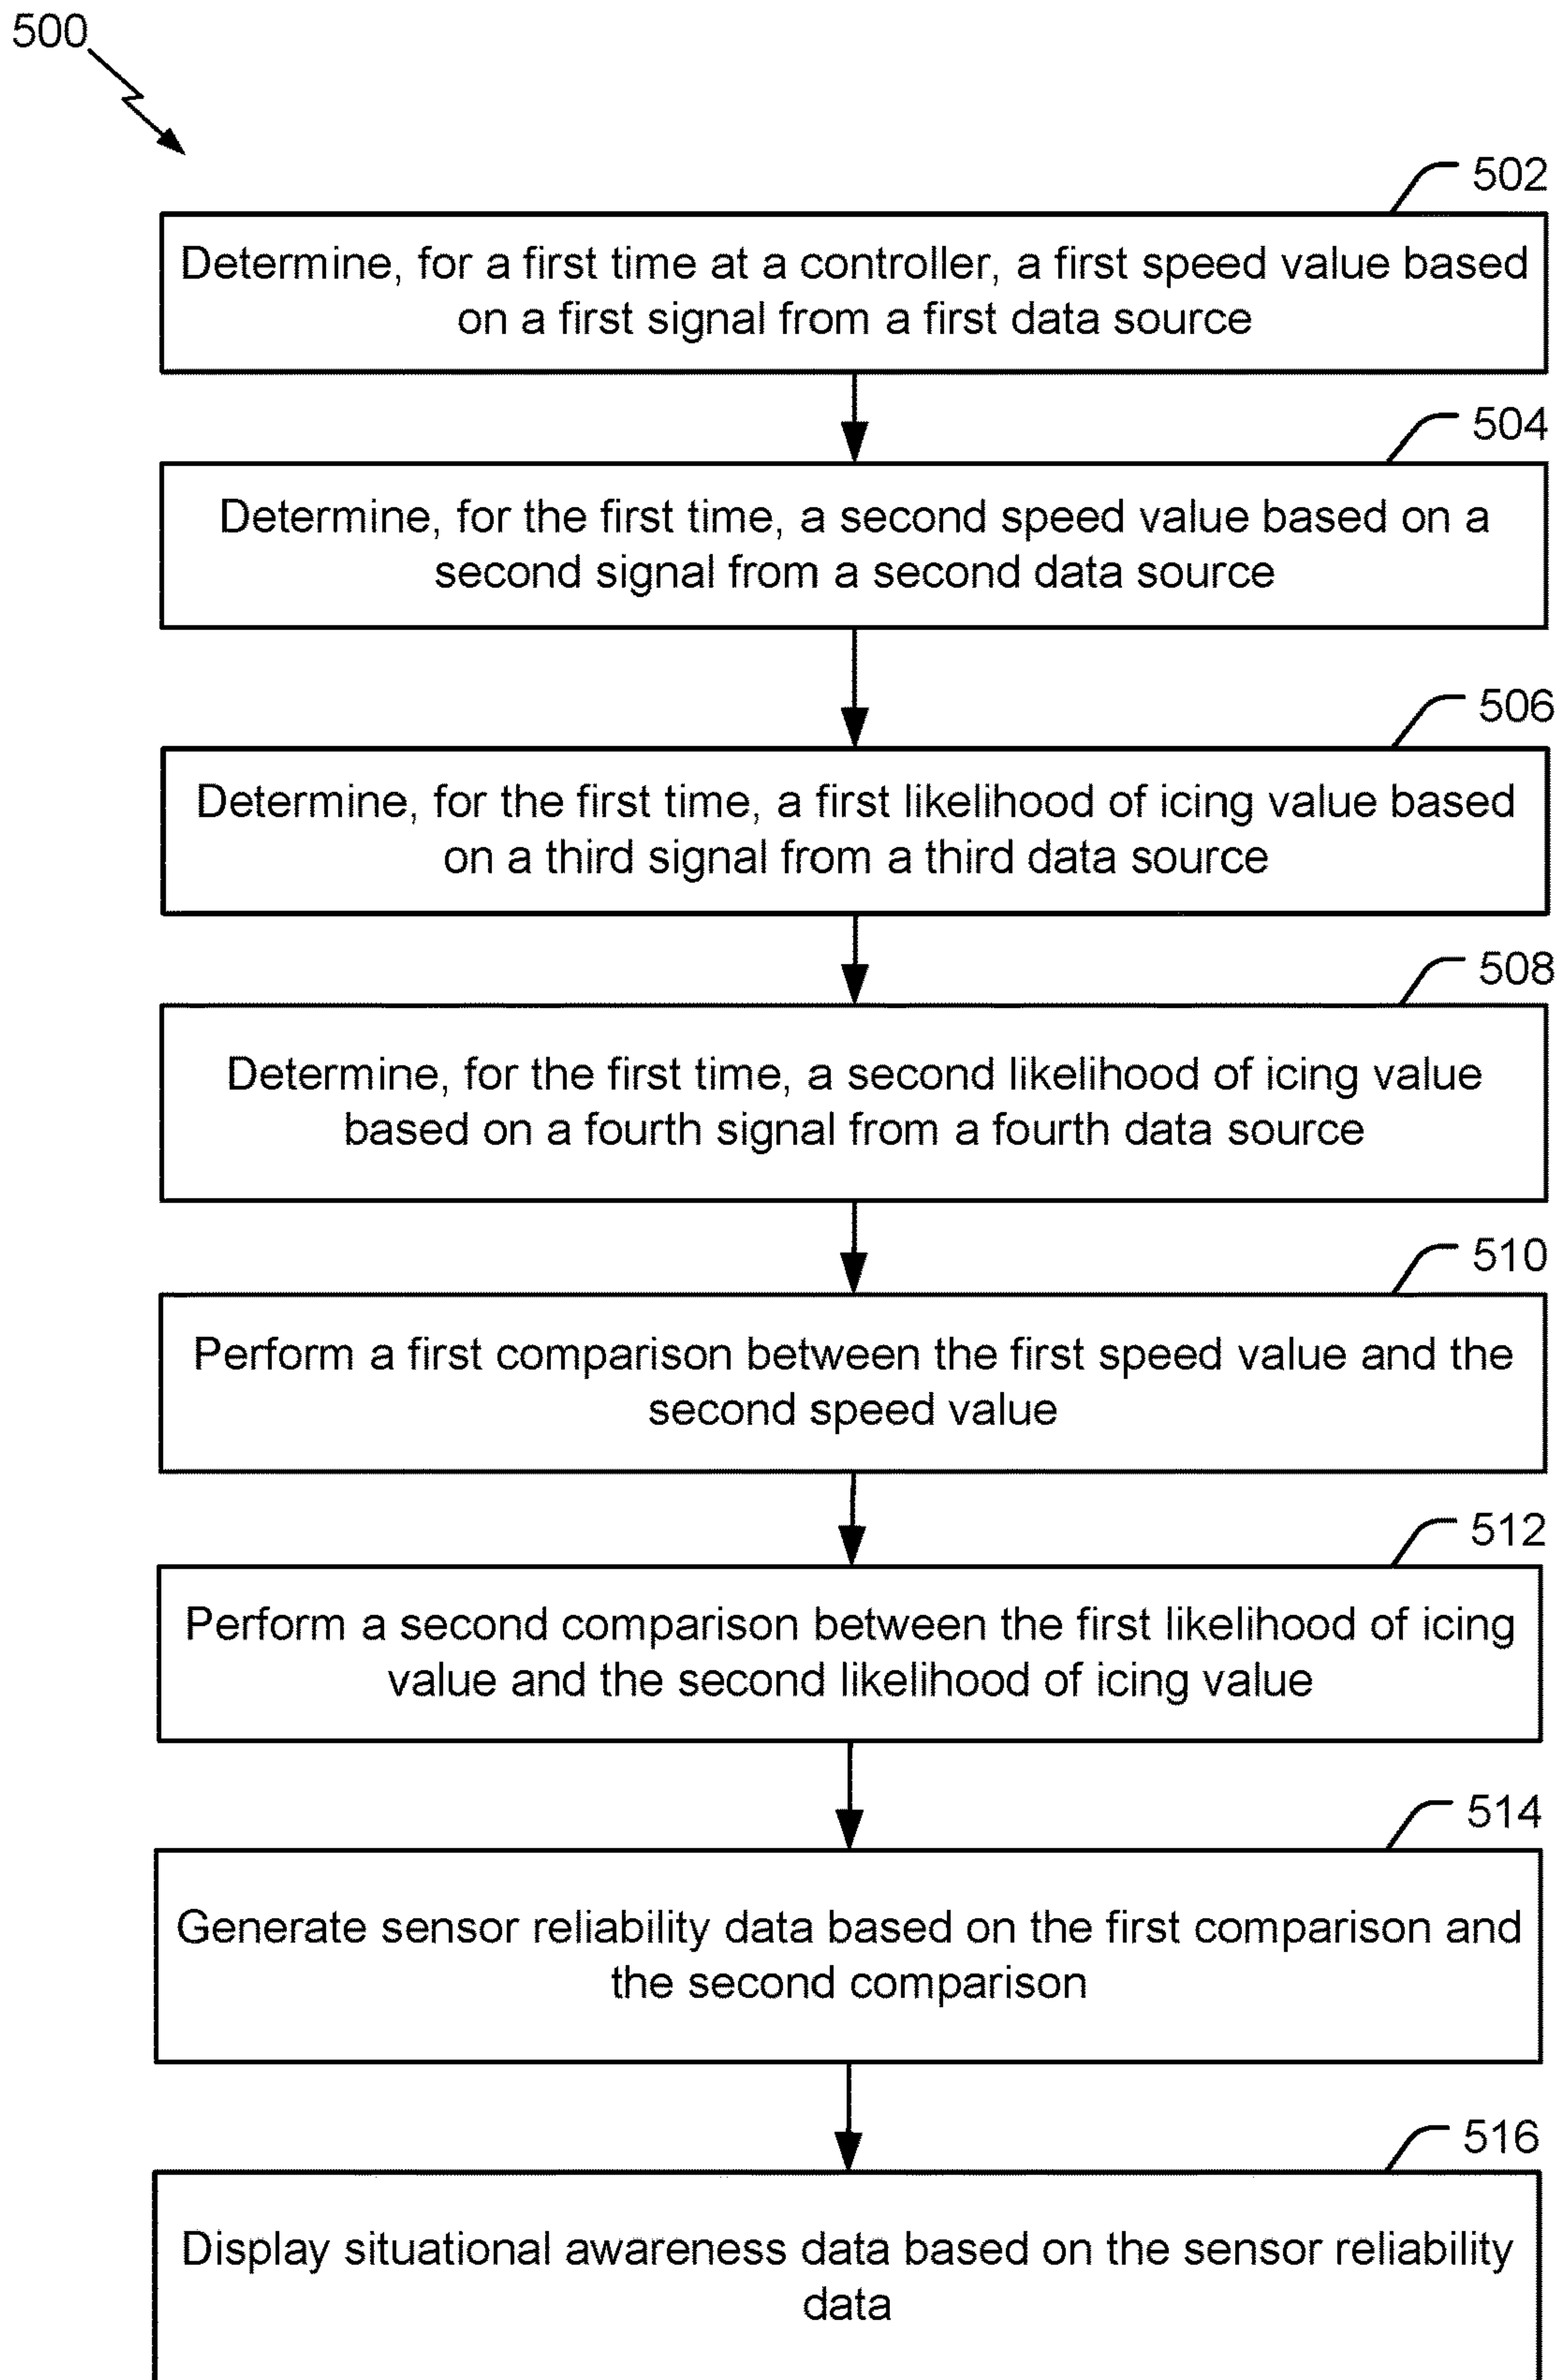 500
502
Determine, for a first time at a controller, a first speed value based
on a first signal from a first data source
504
Determine, for the first time, a second speed value based on a
second signal from a second data source
506
Determine, for the first time, a first likelihood of icing value based
on a third signal from a third data source
508
Determine, for the first time, a second likelihood of icing value
based on a fourth signal from a fourth data source
510
Perform a first comparison between the first speed value and the
second speed value
512
Perform a second comparison between the first likelihood of icing
value and the second likelihood of icing value
514
Generate sensor reliability data based on the first comparison and
the second comparison
516
Display situational awareness data based on the sensor reliability
data